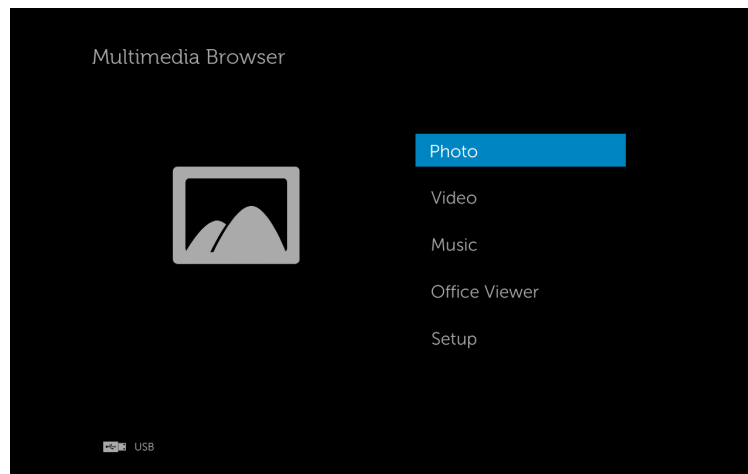 Multimedia Browser
Photo
Video
Music
Office Viewer
Setup
USB